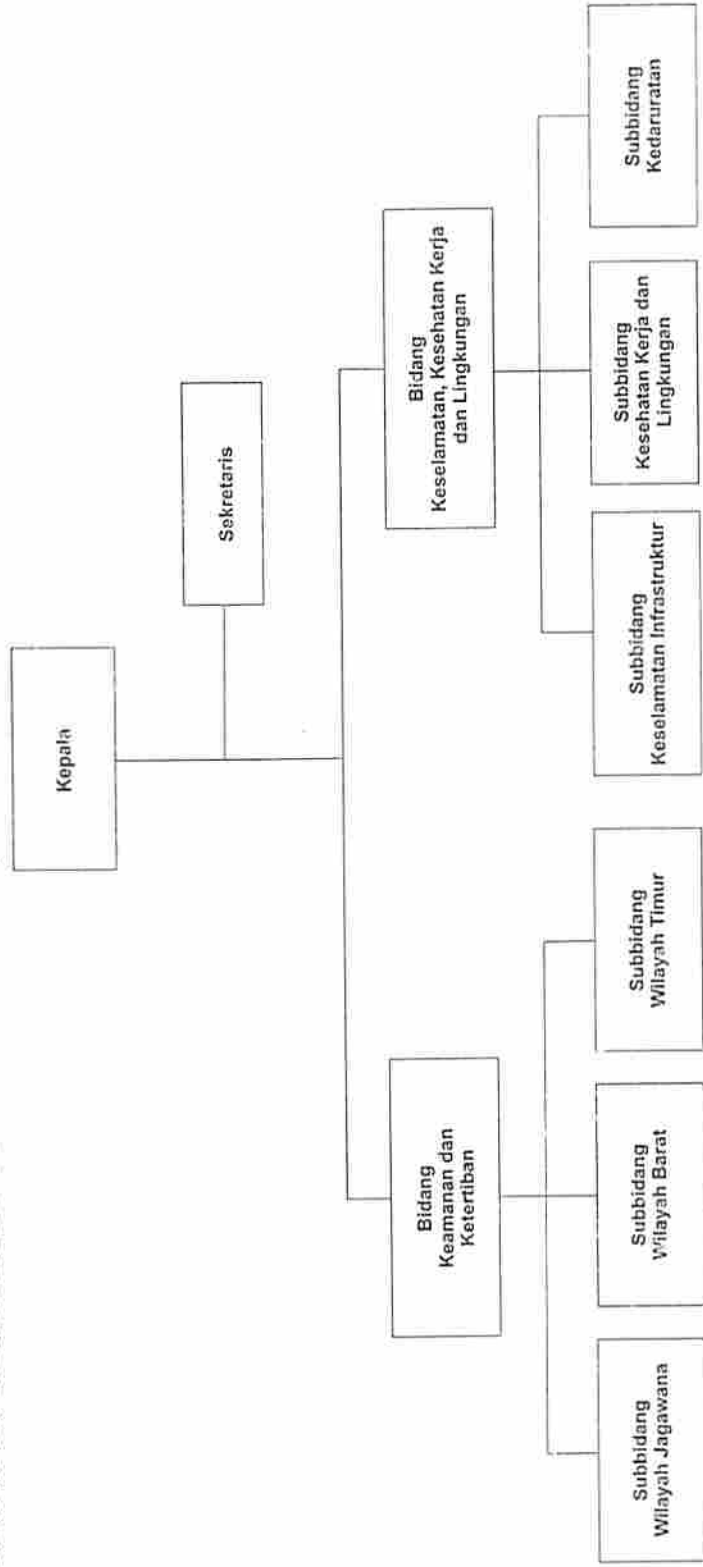 Kepala
Sekretaris
Bidang
Keamanan dan
Ketertiban
Bidang
Keselamatan, Kesehatan Kerja
dan Lingkungan
Subbidang
Wilayah Jagawana
Subbidang
Wilayah Barat
Subbidang
Wilayah Timur
Subbidang
Keselamatan Infrastruktur
Subbidang
Kesehatan Kerja dan
Lingkungan
Subbidang
Kedaruratan